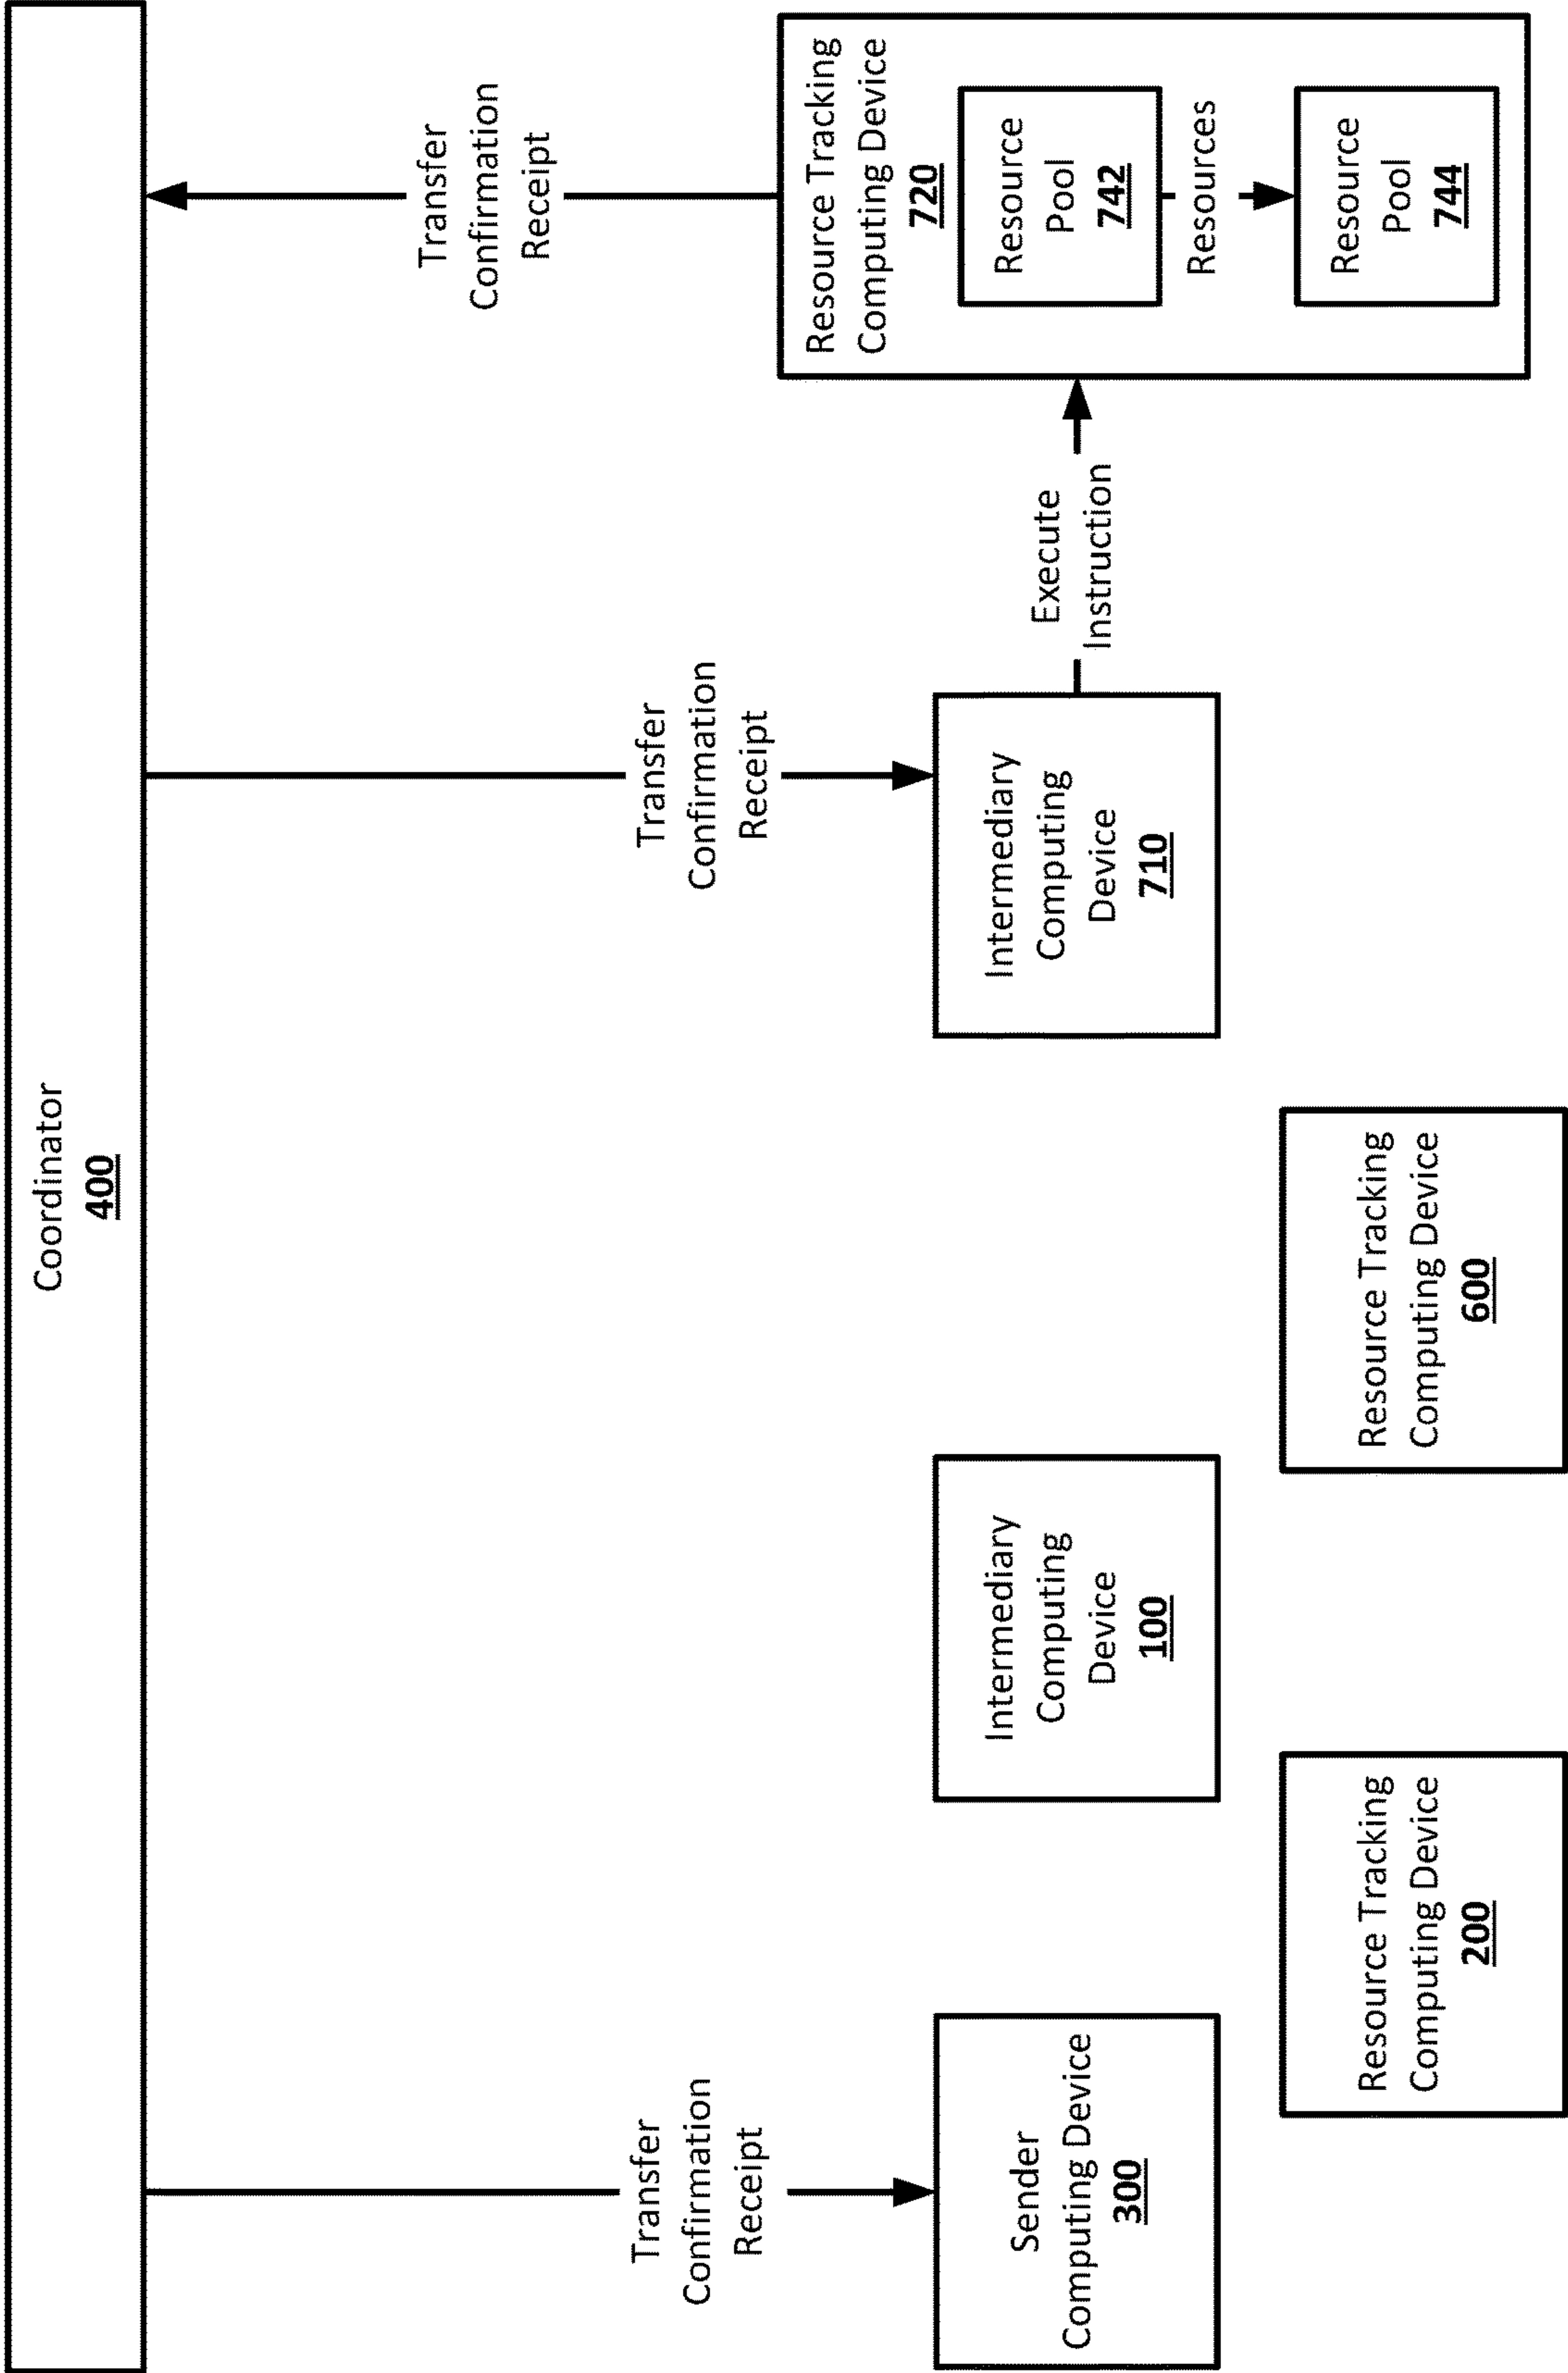 Coordinator
400
Transfer
Confirmation
Receipt
Transfer
Confirmation
Receipt
Transfer
Confirmation
Receipt
Sender
Computing Device
300
Intermediary
Computing
Device
100
Intermediary
Computing
Device
710
Execute
Instruction
Resource Tracking
Computing Device
720
Resource
Pool
742
Resources
Resource
Pool
744
Resource Tracking
Computing Device
200
Resource Tracking
Computing Device
600